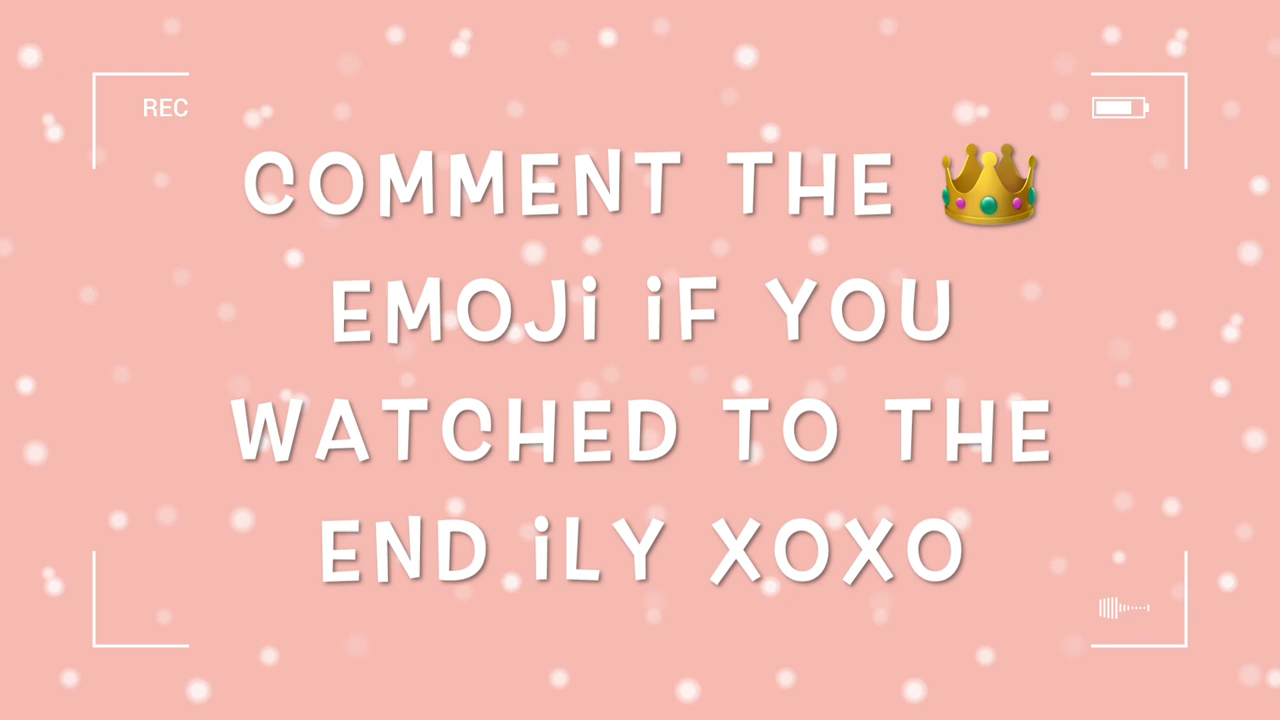 REC
COMMENT THE 👑
EMOJi iF YOU
WATCHED TO THE
END iLY XOXO